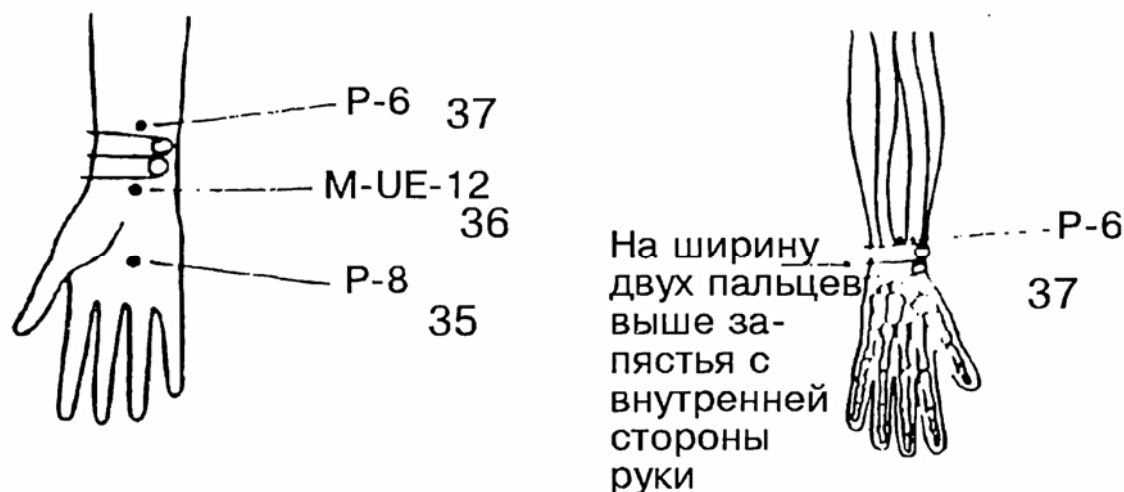 P-6 37
M-UE-12
36
P-8
35
На ширину
двух пальцев
выше за-
пястья с
внутренней
стороны
руки
P-6
37